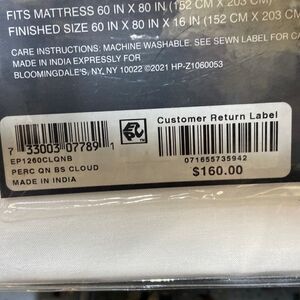 FITS MATTRESS 60 IN X 80 IN (152 CM X 203 CM)
FINISHED SIZE 60 IN X 80 IN X 16 IN (152 CM X 203 CM
CARE INSTRUCTIONS: MACHINE WASHABLE. SEE SEWN LABEL FOR CA
MADE IN INDIA EXPRESSLY FOR
BLOOMINGDALE'S, NY, NY 10022 ©2021 HP-Z1060053
7 33003 07789 1
EP1260CLQNB
PERC QN BS CLOUD
MADE IN INDIA
Customer Return Label
071655735942
$160.00